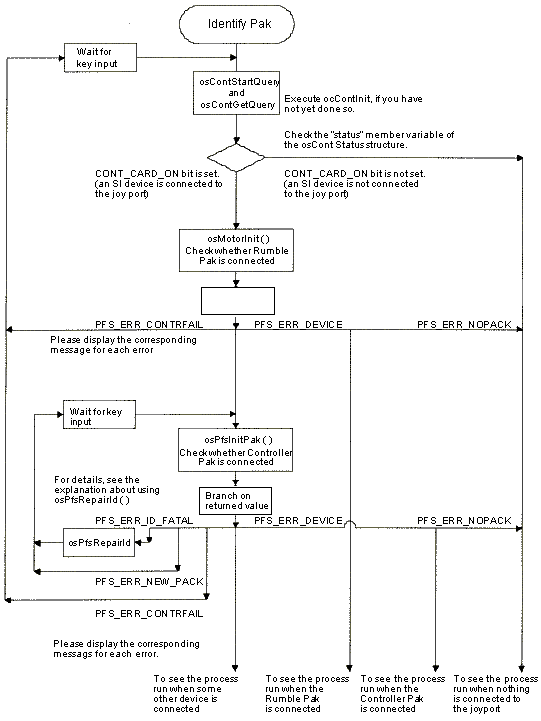 Identify Pak
Wait for
key input
osContStartQuery
and
osContGetQuery
Execute ocContInit, if you have
not yet done so.
Check the "status" member variable of
the osCont Status structure.
CONT_CARD_ON bit is set.
(an SI device is connected to
the joy port)
CONT_CARD_ON bit is not set.
(an SI device is not connected
to the joy port)
osMotorInit ( )
Check whether Rumble
Pak is connected
PFS_ERR_CONTRFAIL
PFS_ERR_DEVICE
PFS_ERR_NOPACK
Please display the corresponding
message for each error
Wait for key
input
osPfsInitPak ( )
Check whether Controller
Pak is connected
For details, see the
explanation about using
osPfsRepairId ( )
Branch on
returned value
PFS_ERR_ID_FATAL
PFS_ERR_DEVICE
PFS_ERR_NOPACK
osPfsRepairId
PFS_ERR_NEW_PACK
PFS_ERR_CONTRFAIL
Please display the corresponding
messag for each error.
To see the process
run when some
other device is
connected
To see the process
run when the
Rumble Pak
is connected
To see the process
run when the
Controller Pak
is connected
To see the process
run when nothing
is connected to
the joyport